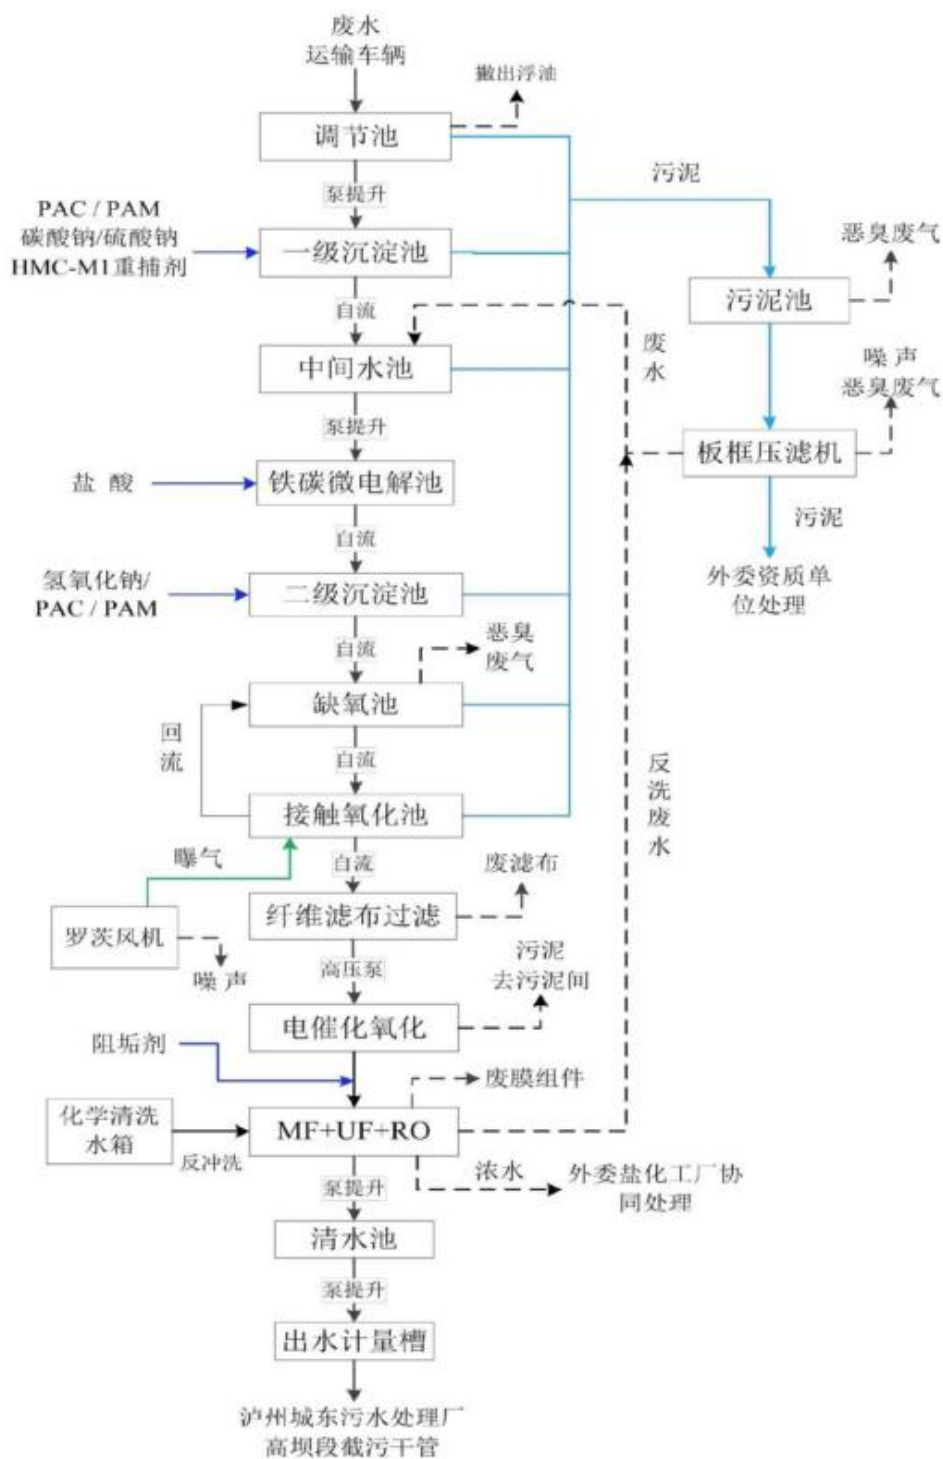 废水
运输车辆
撇出浮油
调节池
污泥
泵提升
PAC / PAM
碳酸钠/硫酸钠
HMC-M1重捕剂
一级沉淀池
恶臭废气
污泥池
自流
废
水
噪声
恶臭废气
中间水池
泵提升
板框压滤机
盐酸
铁碳微电解池
污泥
自流
外委资质单
位处理
氢氧化钠/
PAC / PAM
二级沉淀池
自流
恶臭
废气
缺氧池
回
流
自流
反
洗
废
水
接触氧化池
曝气
自流
废滤布
罗茨风机
纤维滤布过滤
噪声
高压泵
污泥
去污泥间
电催化氧化
阻垢剂
废膜组件
化学清洗
水箱
反冲洗
MF+UF+RO
浓水
外委盐化工厂协
同处理
泵提升
清水池
泵提升
出水计量槽
泸州城东污水处理厂
高坝段截污干管